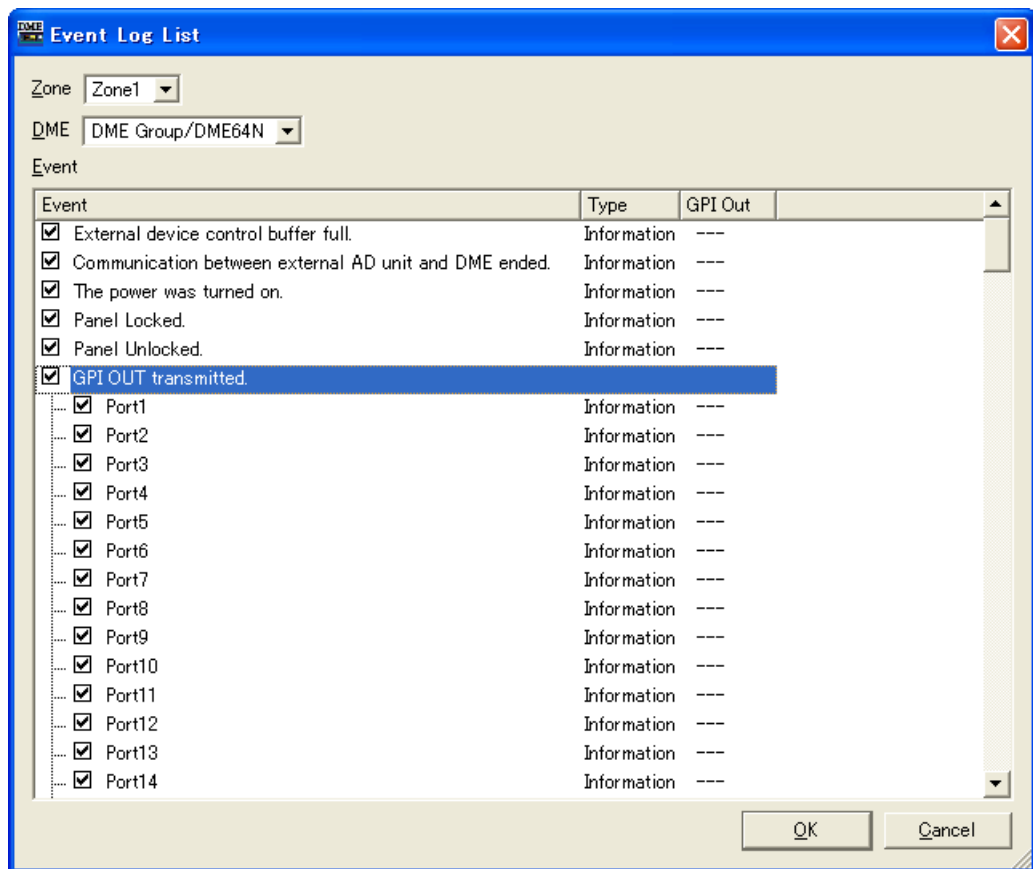 DME Event Log List
Zone Zone1
DME DME Group/DME64N
Event
Event Type GPI Out
External device control buffer full. Information ---
Communication between external AD unit and DME ended. Information ---
The power was turned on. Information ---
Panel Locked. Information ---
Panel Unlocked. Information ---
GPI OUT transmitted.
Port1 Information ---
Port2 Information ---
Port3 Information ---
Port4 Information ---
Port5 Information ---
Port6 Information ---
Port7 Information ---
Port8 Information ---
Port9 Information ---
Port10 Information ---
Port11 Information ---
Port12 Information ---
Port13 Information ---
Port14 Information ---
OK Cancel